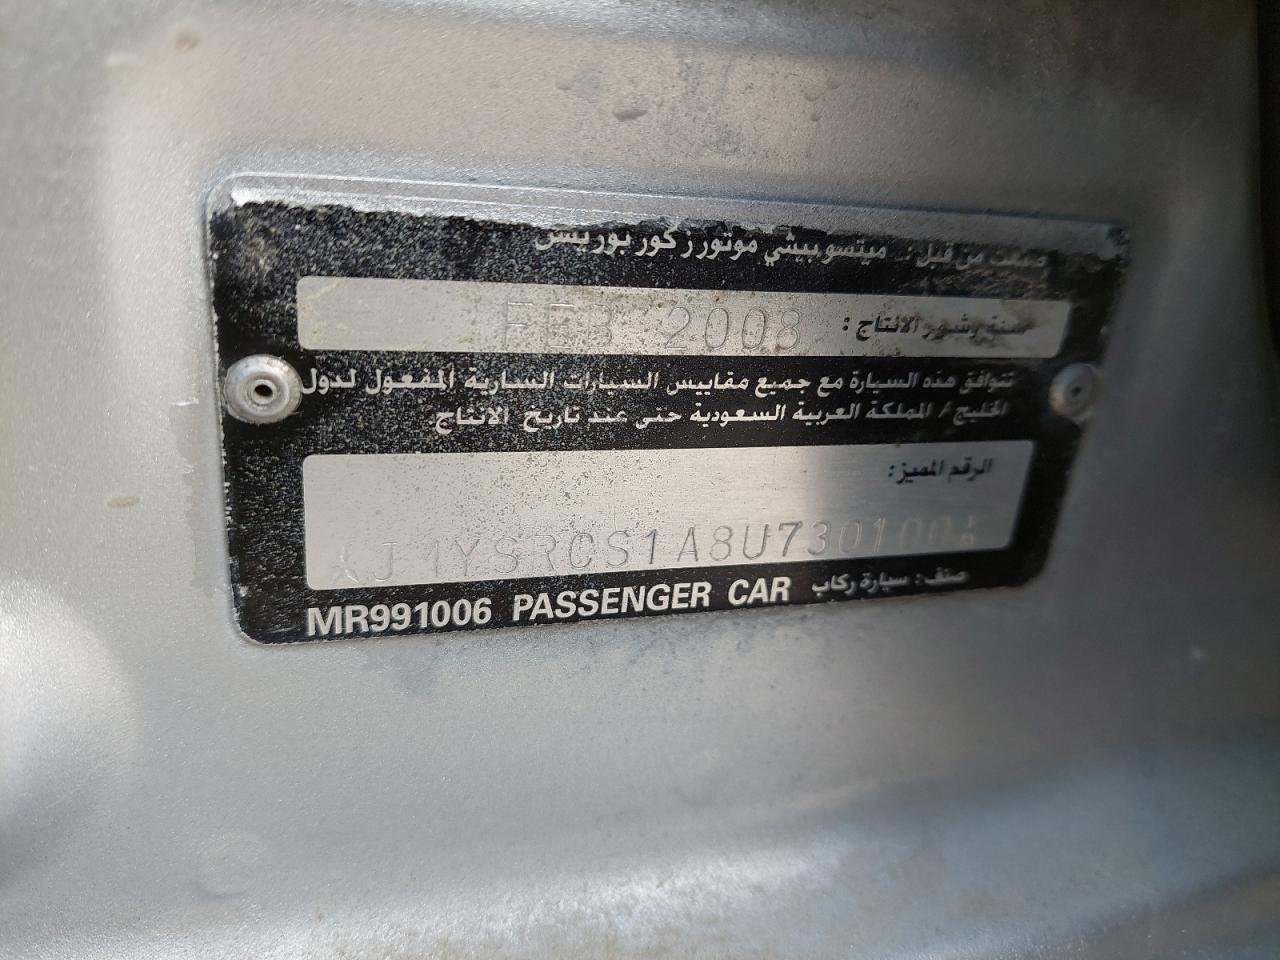 صنعت من قبل : ميتسوبيشي موتورز كوربوريشن
سنة وشهر الانتاج : FEB 2008
تتوافق هذه السيارة مع جميع مقاييس السيارات السارية المفعول لدول
الخليج / المملكة العربية السعودية حتى عند تاريخ الانتاج
الرقم المميز:
صنف: سيارة ركاب MR991006 PASSENGER CAR